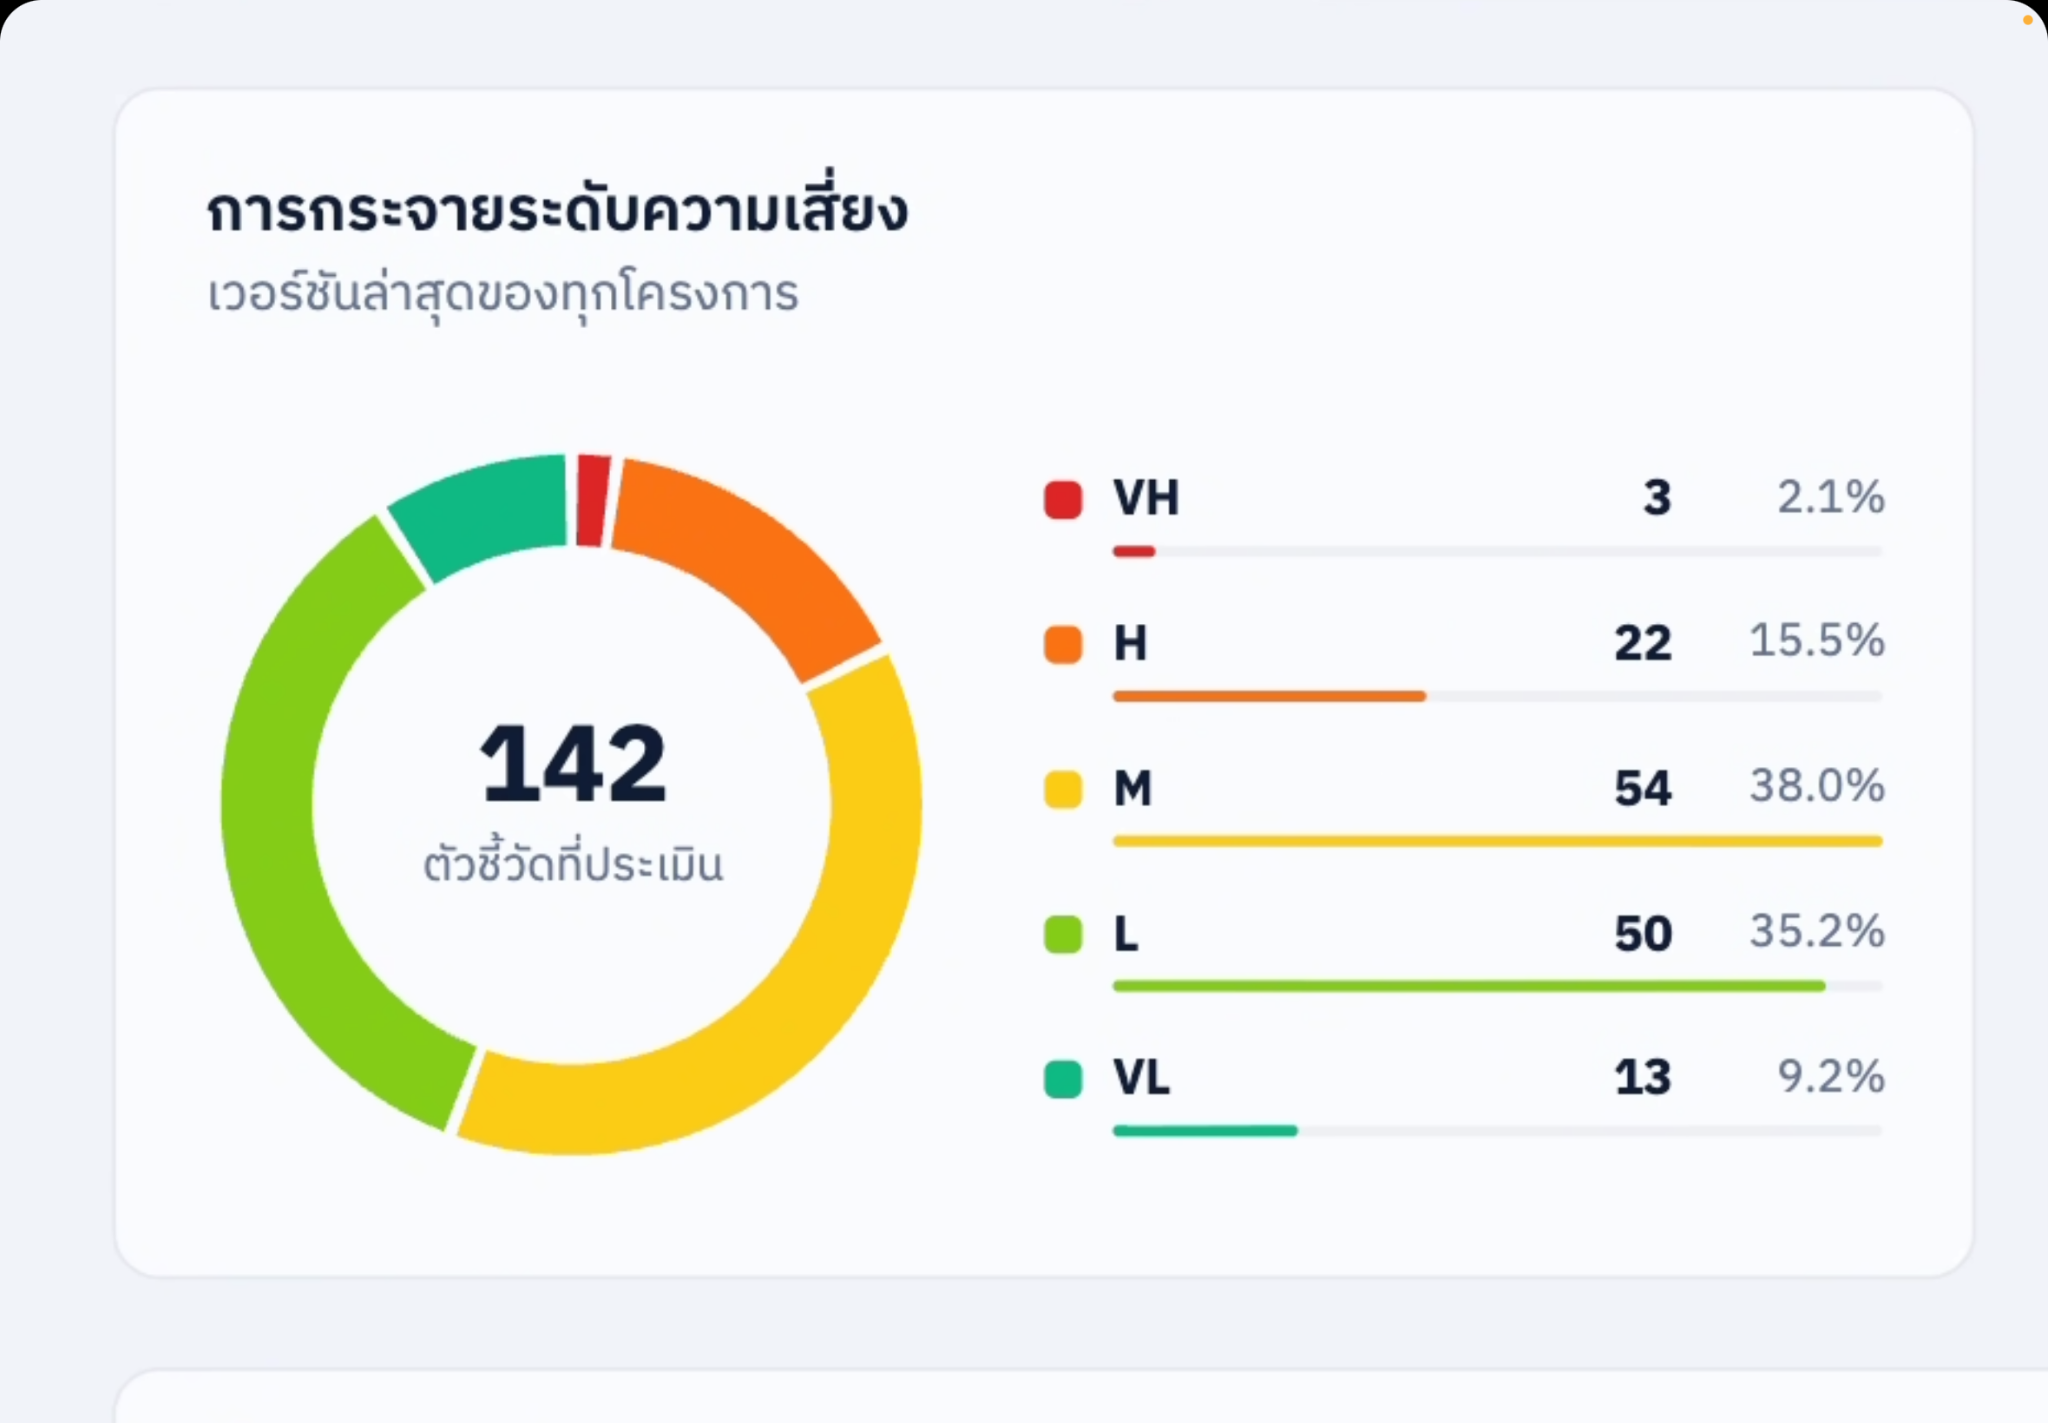 การกระจายระดับความเสี่ยง
เวอร์ชันล่าสุดของทุกโครงการ
142
ตัวชี้วัดที่ประเมิน
VH 3 2.1%
H 22 15.5%
M 54 38.0%
L 50 35.2%
VL 13 9.2%